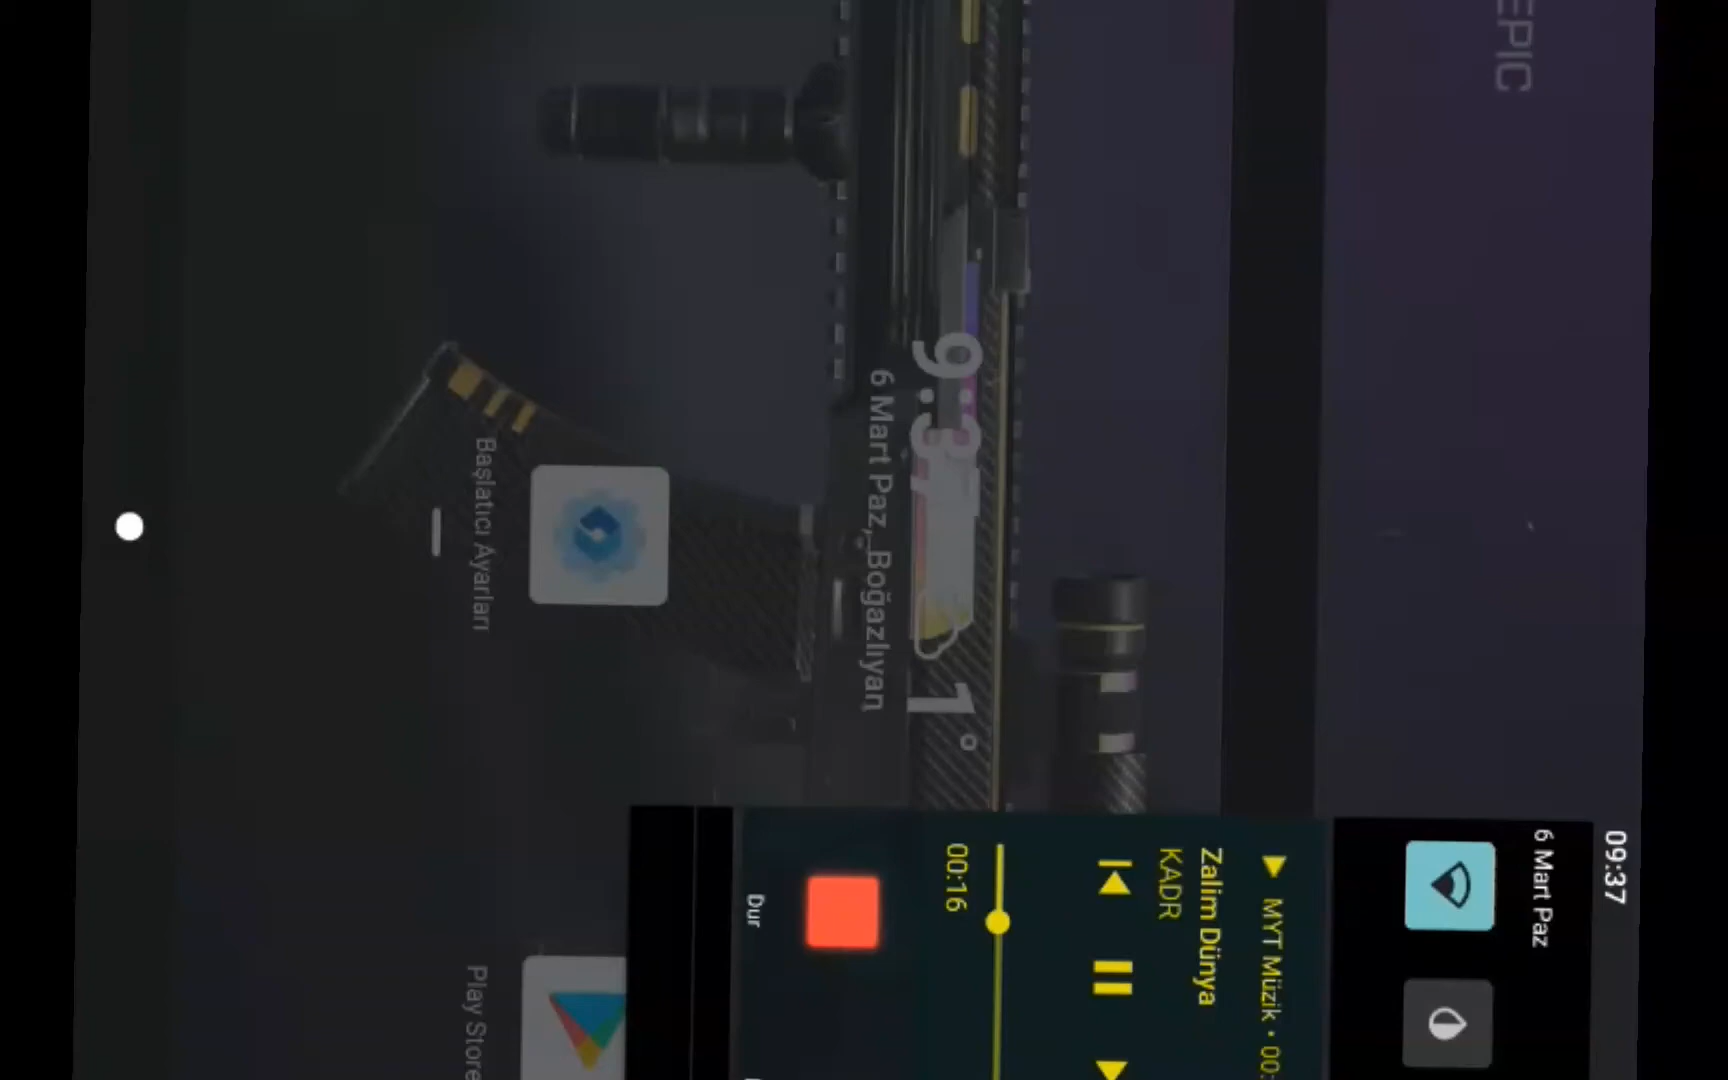 09:37
6 Mart Paz
MYT Müzik • 00:
Zalim Dünya
KADR
00:16
Dur
EPIC
9:37
1°
6 Mart Paz, Boğazlıyan
Başlatıcı Ayarları
Play Store